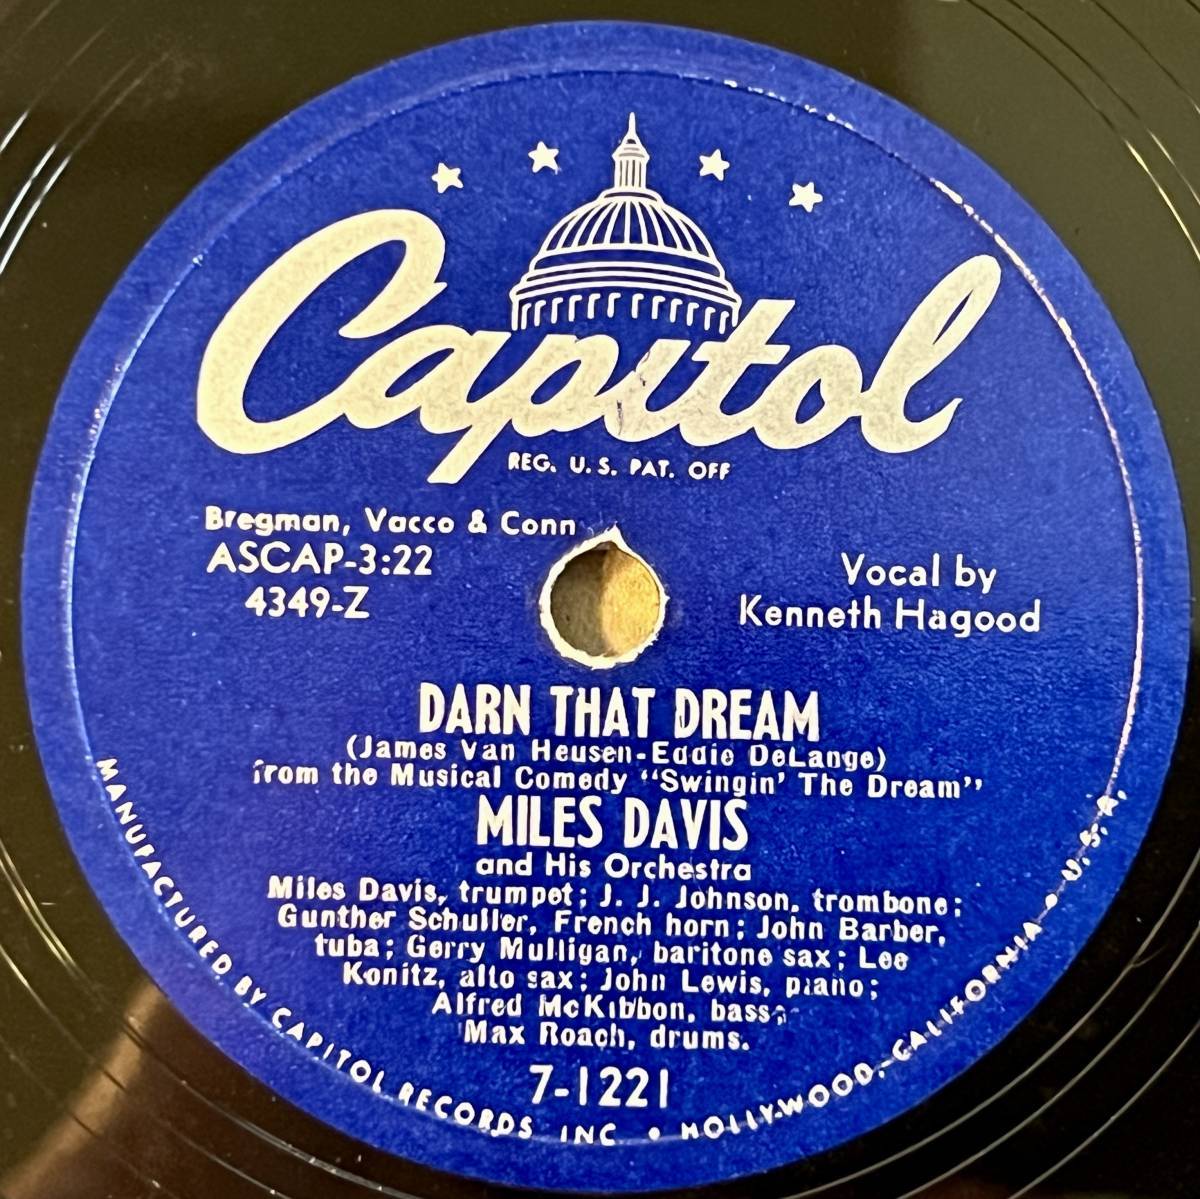 Capitol
REG. U.S. PAT. OFF
Bregman, Vacco & Conn
ASCAP-3:22
4349-Z
Vocal by
Kenneth Hagood
DARN THAT DREAM
(James Van Heusen-Eddie DeLange)
from the Musical Comedy "Swingin' The Dream"
MILES DAVIS
and His Orchestra
Miles Davis, trumpet; J. J. Johnson, trombone;
Gunther Schuller, French horn; John Barber,
tuba; Gerry Mulligan, baritone sax; Lee
Konitz, alto sax; John Lewis, piano;
Alfred McKibbon, bass;
Max Roach, drums.
7-1221
MANUFACTURED BY CAPITOL RECORDS INC. • HOLLYWOOD, CALIFORNIA • U.S.A.